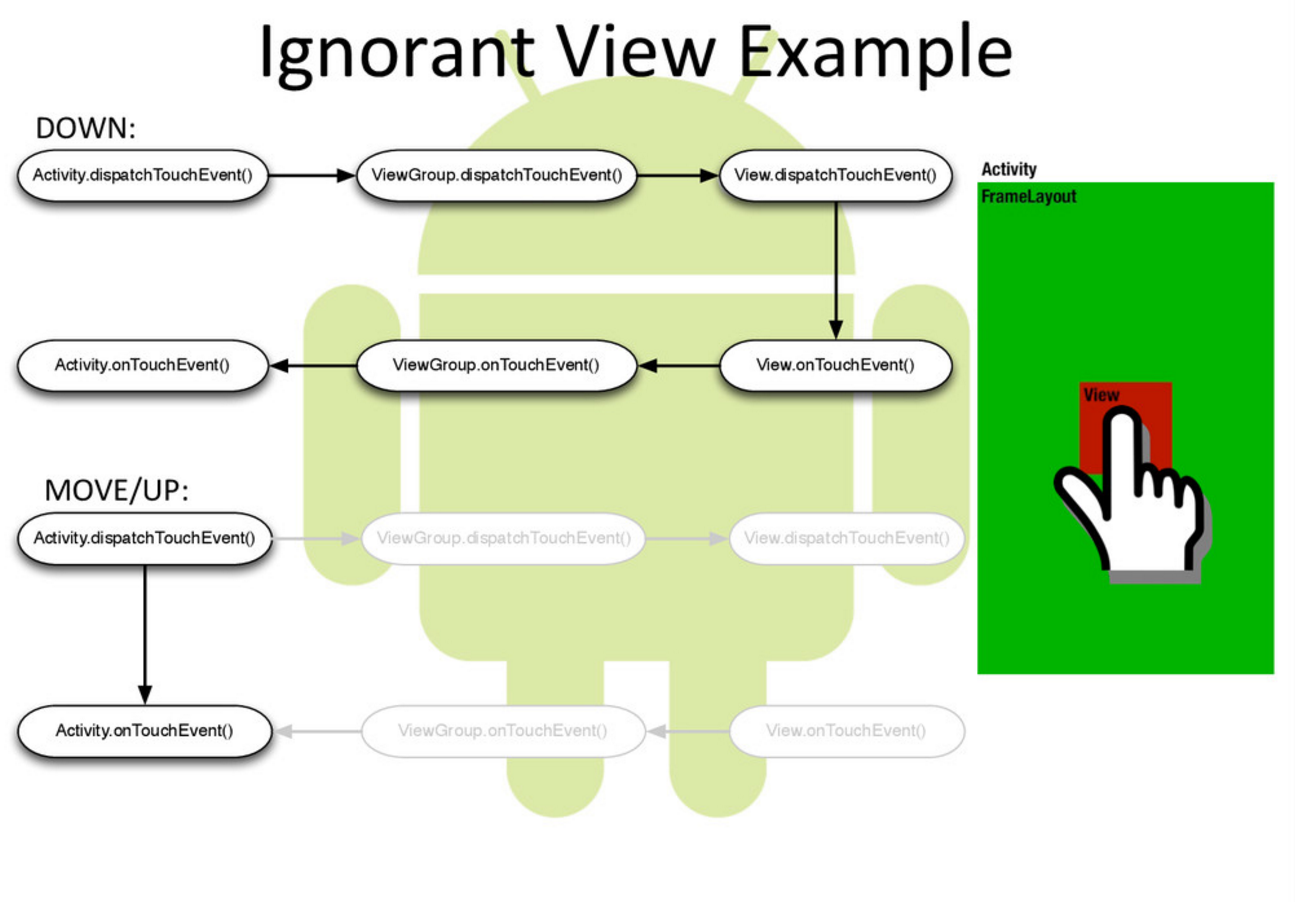 Ignorant View Example
DOWN:
Activity.dispatchTouchEvent()
ViewGroup.dispatchTouchEvent()
View.dispatchTouchEvent()
Activity.onTouchEvent()
ViewGroup.onTouchEvent()
View.onTouchEvent()
MOVE/UP:
Activity.dispatchTouchEvent()
ViewGroup.dispatchTouchEvent()
View.dispatchTouchEvent()
Activity.onTouchEvent()
ViewGroup.onTouchEvent()
View.onTouchEvent()
Activity
FrameLayout
View